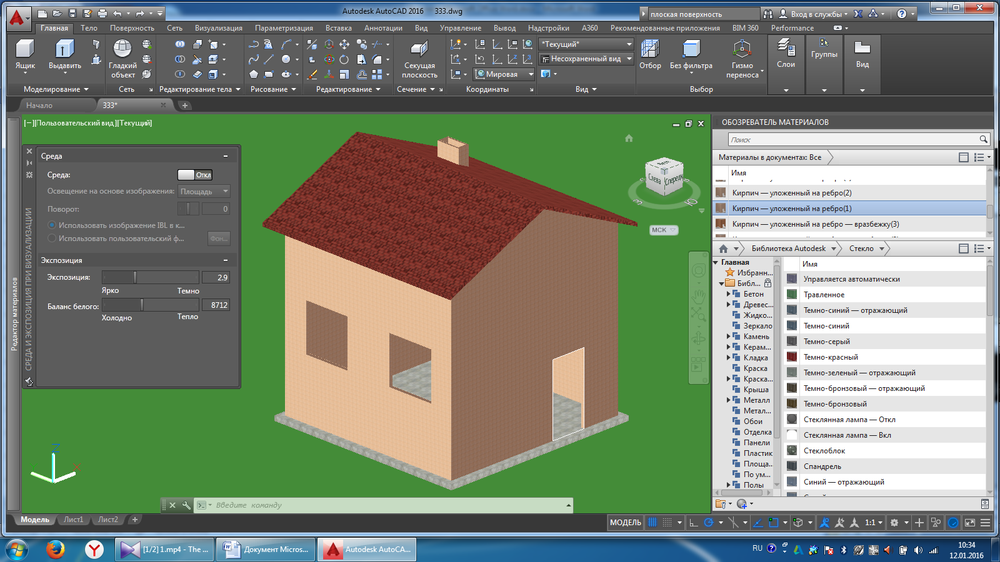 Autodesk AutoCAD 2016 333.dwg
плоская поверхность
Вход в службы
Главная Тело Поверхность Сеть Визуализация Параметризация Вставка Аннотации Вид Управление Вывод Надстройки A360 Рекомендованные приложения BIM 360 Performance
Ящик
Выдавить
Гладкий объект
Секущая плоскость
*Текущий*
Несохраненный вид
Мировая
Отбор
Без фильтра
Гизмо переноса
Слои
Группы
Вид
Моделирование Сеть Редактирование тела Рисование Редактирование Сечение Координаты Вид Выбор
Начало 333*
[−][Пользовательский вид][Текущий]
Среда
Среда: Откл
Освещение на основе изображения: Площадь
Поворот: 0
Использовать изображение IBL в к...
Использовать пользовательский ф... Фон...
Экспозиция
Экспозиция: 2.9
Ярко Темно
Баланс белого: 8712
Холодно Тепло
СРЕДА И ЭКСПОЗИЦИЯ ПРИ ВИЗУАЛИЗАЦИИ
Редактор материалов
Слева Спереди
МСК
Z
Введите команду
ОБОЗРЕВАТЕЛЬ МАТЕРИАЛОВ
Поиск
Материалы в документах: Все
Имя
Кирпич — уложенный на ребро(2)
Кирпич — уложенный на ребро(1)
Кирпич — уложенный на ребро — вразбежку(3)
Библиотека Autodesk Стекло
Главная
Избранн...
Библ...
Бетон
Древес...
Жидко...
Зеркало
Камень
Керам...
Кладка
Краска
Краска...
Крыша
Металл
Метал...
Обои
Отделка
Панели
Пластик
Площа...
По ум...
Полы
Имя
Управляется автоматически
Травленное
Темно-синий — отражающий
Темно-синий
Темно-серый
Темно-красный
Темно-зеленый — отражающий
Темно-бронзовый — отражающий
Темно-бронзовый
Стеклянная лампа — Откл
Стеклянная лампа — Вкл
Стеклоблок
Спандрель
Синий — отражающий
Модель Лист1 Лист2
МОДЕЛЬ 1:1
[1/2] 1.mp4 - The ... Документ Micros... Autodesk AutoCA...
RU
10:34
12.01.2016